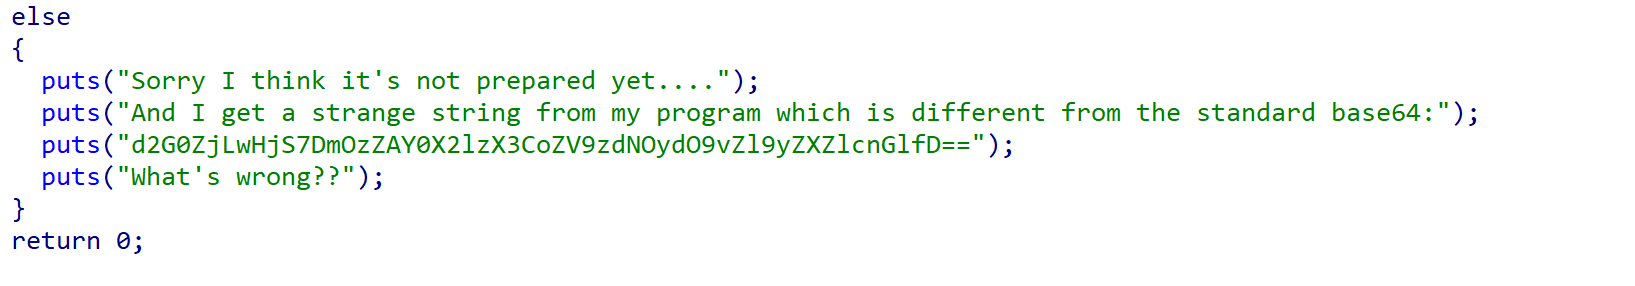 else
{
  puts("Sorry I think it's not prepared yet....");
  puts("And I get a strange string from my program which is different from the standard base64:");
  puts("d2G0ZjLwHjS7DmOzZAY0X2lzX3CoZV9zdNOydO9vZl9yZXZlcnGlfD==");
  puts("What's wrong??");
}
return 0;